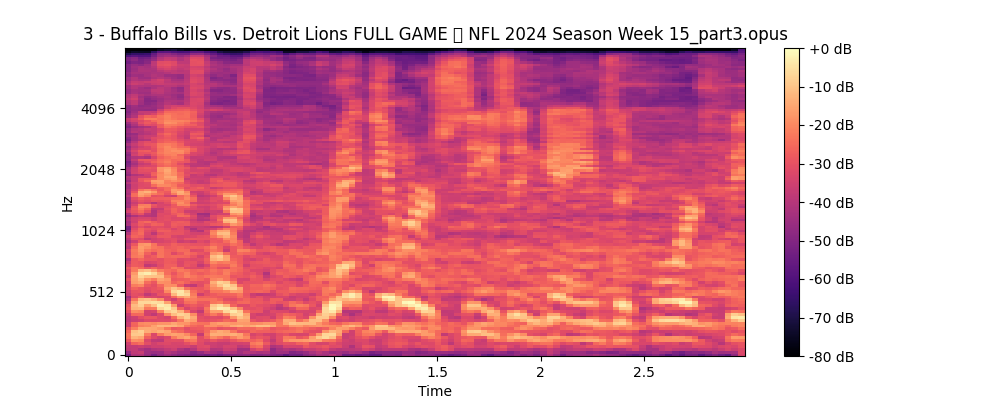 3 - Buffalo Bills vs. Detroit Lions FULL GAME ▯ NFL 2024 Season Week 15_part3.opus
+0 dB
4096
-10 dB
-20 dB
2048
-30 dB
Hz
1024
-40 dB
-50 dB
512
-60 dB
-70 dB
0
-80 dB
0 0.5 1 1.5 2 2.5
Time